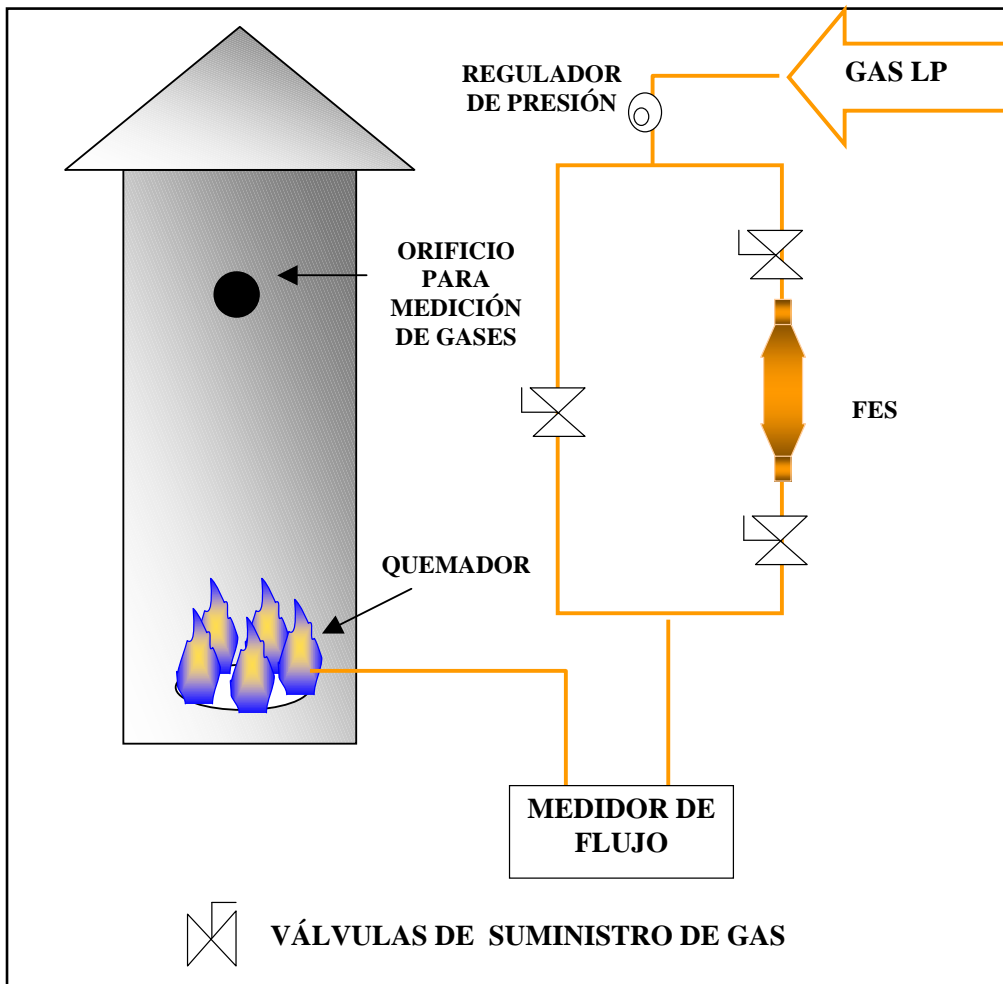 GAS LP
REGULADOR
DE PRESIÓN
ORIFICIO
PARA
MEDICIÓN
DE GASES
FES
QUEMADOR
MEDIDOR DE
FLUJO
VÁLVULAS DE SUMINISTRO DE GAS